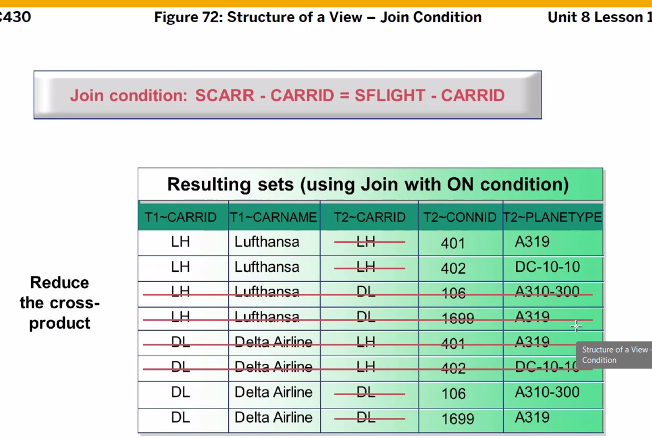 C430 Figure 72: Structure of a View – Join Condition Unit 8 Lesson 1
Join condition: SCARR - CARRID = SFLIGHT - CARRID
Resulting sets (using Join with ON condition)
T1~CARRID T1~CARNAME T2~CARRID T2~CONNID T2~PLANETYPE
LH Lufthansa LH 401 A319
LH Lufthansa LH 402 DC-10-10
LH Lufthansa DL 106 A310-300
LH Lufthansa DL 1699 A319
DL Delta Airline LH 401 A319
DL Delta Airline LH 402 DC-10-10
DL Delta Airline DL 106 A310-300
DL Delta Airline DL 1699 A319
Reduce
the cross-
product
Structure of a View -
Condition